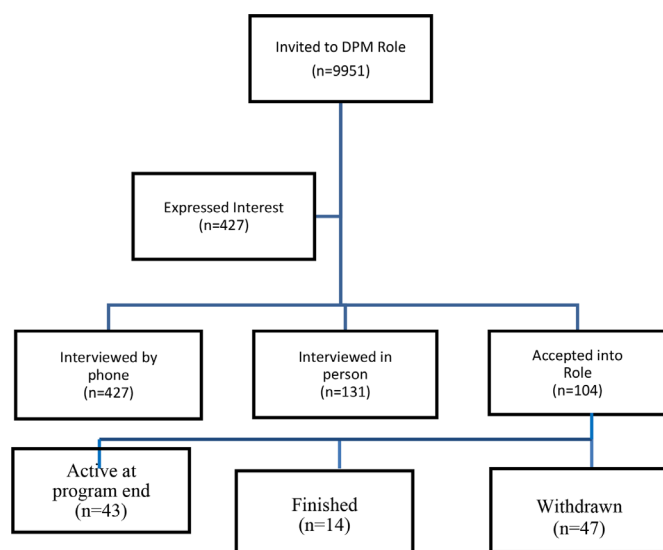 Invited to DPM Role
(n=9951)
Expressed Interest
(n=427)
Interviewed by
phone
(n=427)
Interviewed in
person
(n=131)
Accepted into
Role
(n=104)
Active at
program end
(n=43)
Finished
(n=14)
Withdrawn
(n=47)